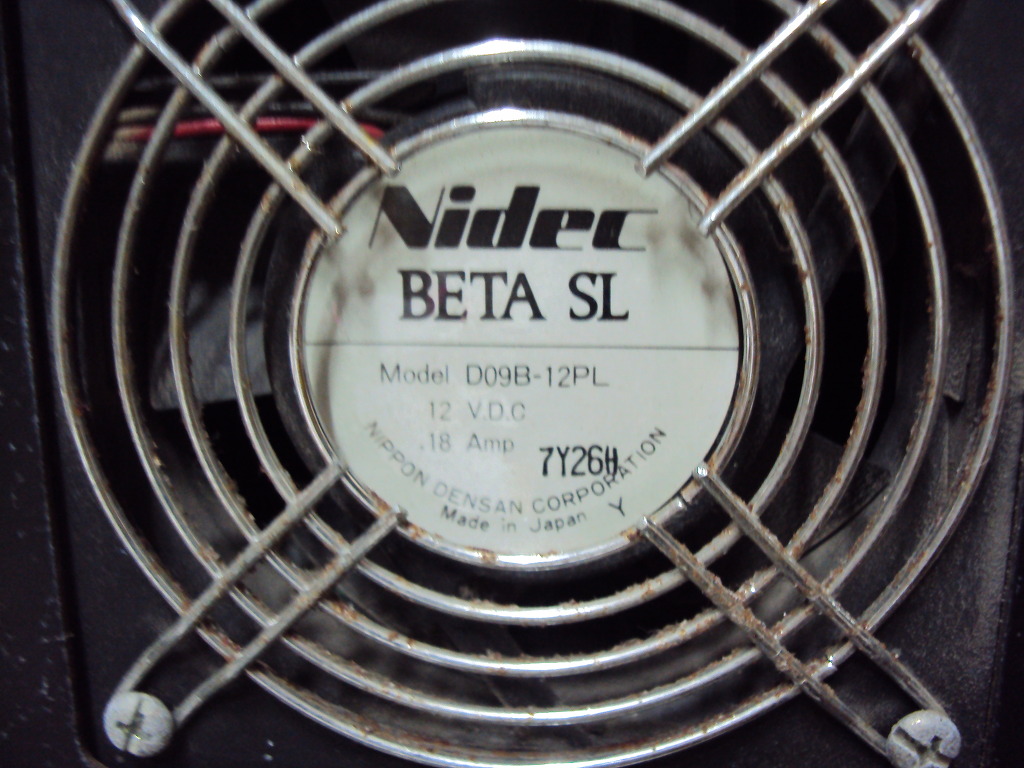 Nidec
BETA SL
Model D09B-12PL
12 V.D.C
.18 Amp
7Y26H
NIPPON DENSAN CORPORATION
Made in Japan Y